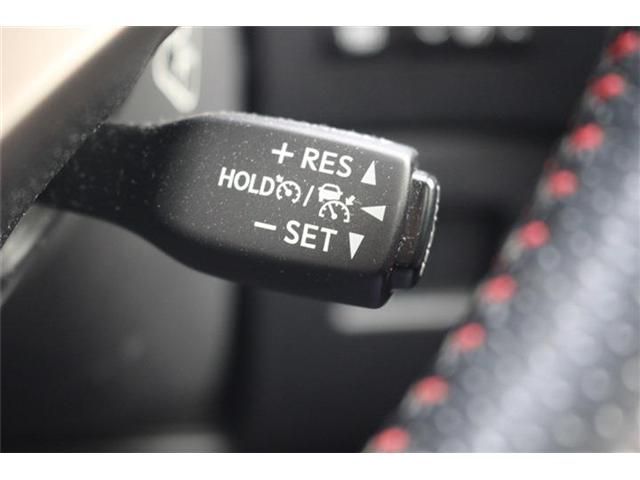 + RES ▲
HOLD / ◀
− SET ▼